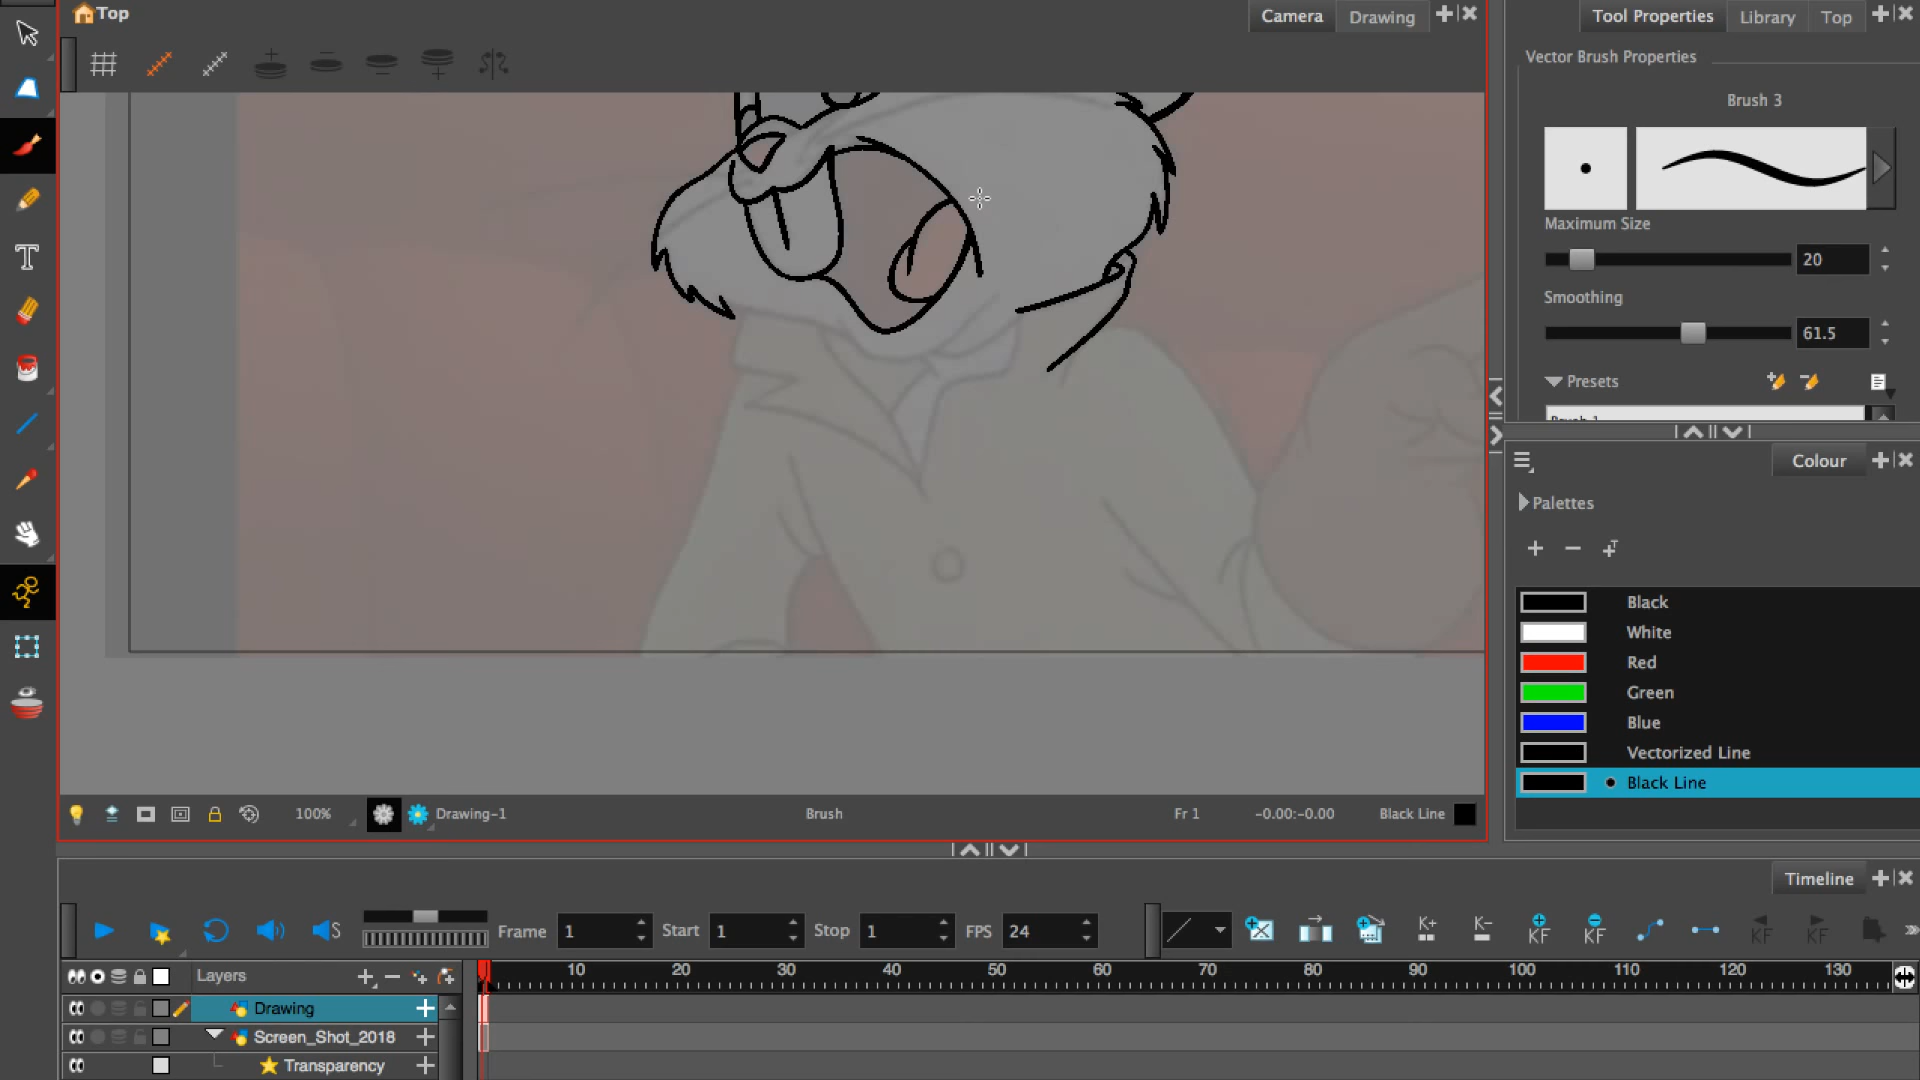 Top
Camera
Drawing
Tool Properties
Library
Top
Vector Brush Properties
Brush 3
Maximum Size
20
Smoothing
61.5
Presets
Brush 1
Colour
Palettes
Black
White
Red
Green
Blue
Vectorized Line
Black Line
100%
Drawing-1
Brush
Fr 1
-0.00:-0.00
Black Line
Timeline
Frame 1
Start 1
Stop 1
FPS 24
K+
K-
KF
KF
KF
KF
Layers
10 20 30 40 50 60 70 80 90 100 110 120 130
Drawing
Screen_Shot_2018
Transparency